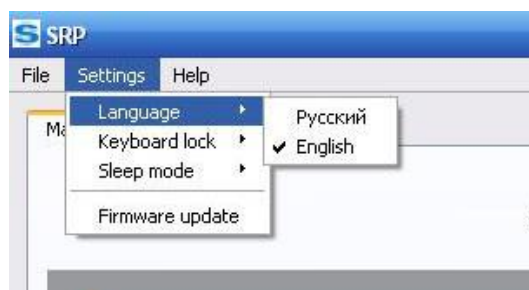 S SRP
File Settings Help
Language
Русский
Keyboard lock
English
Sleep mode
Firmware update